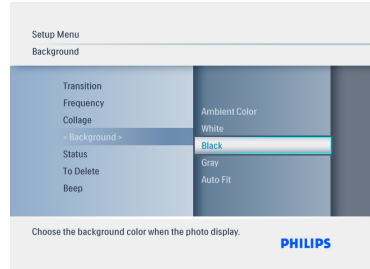 Setup Menu
Background
Transition
Frequency
Collage
« Background »
Status
To Delete
Beep
Ambient Color
White
Black
Gray
Auto Fit
Choose the background color when the photo display.
PHILIPS